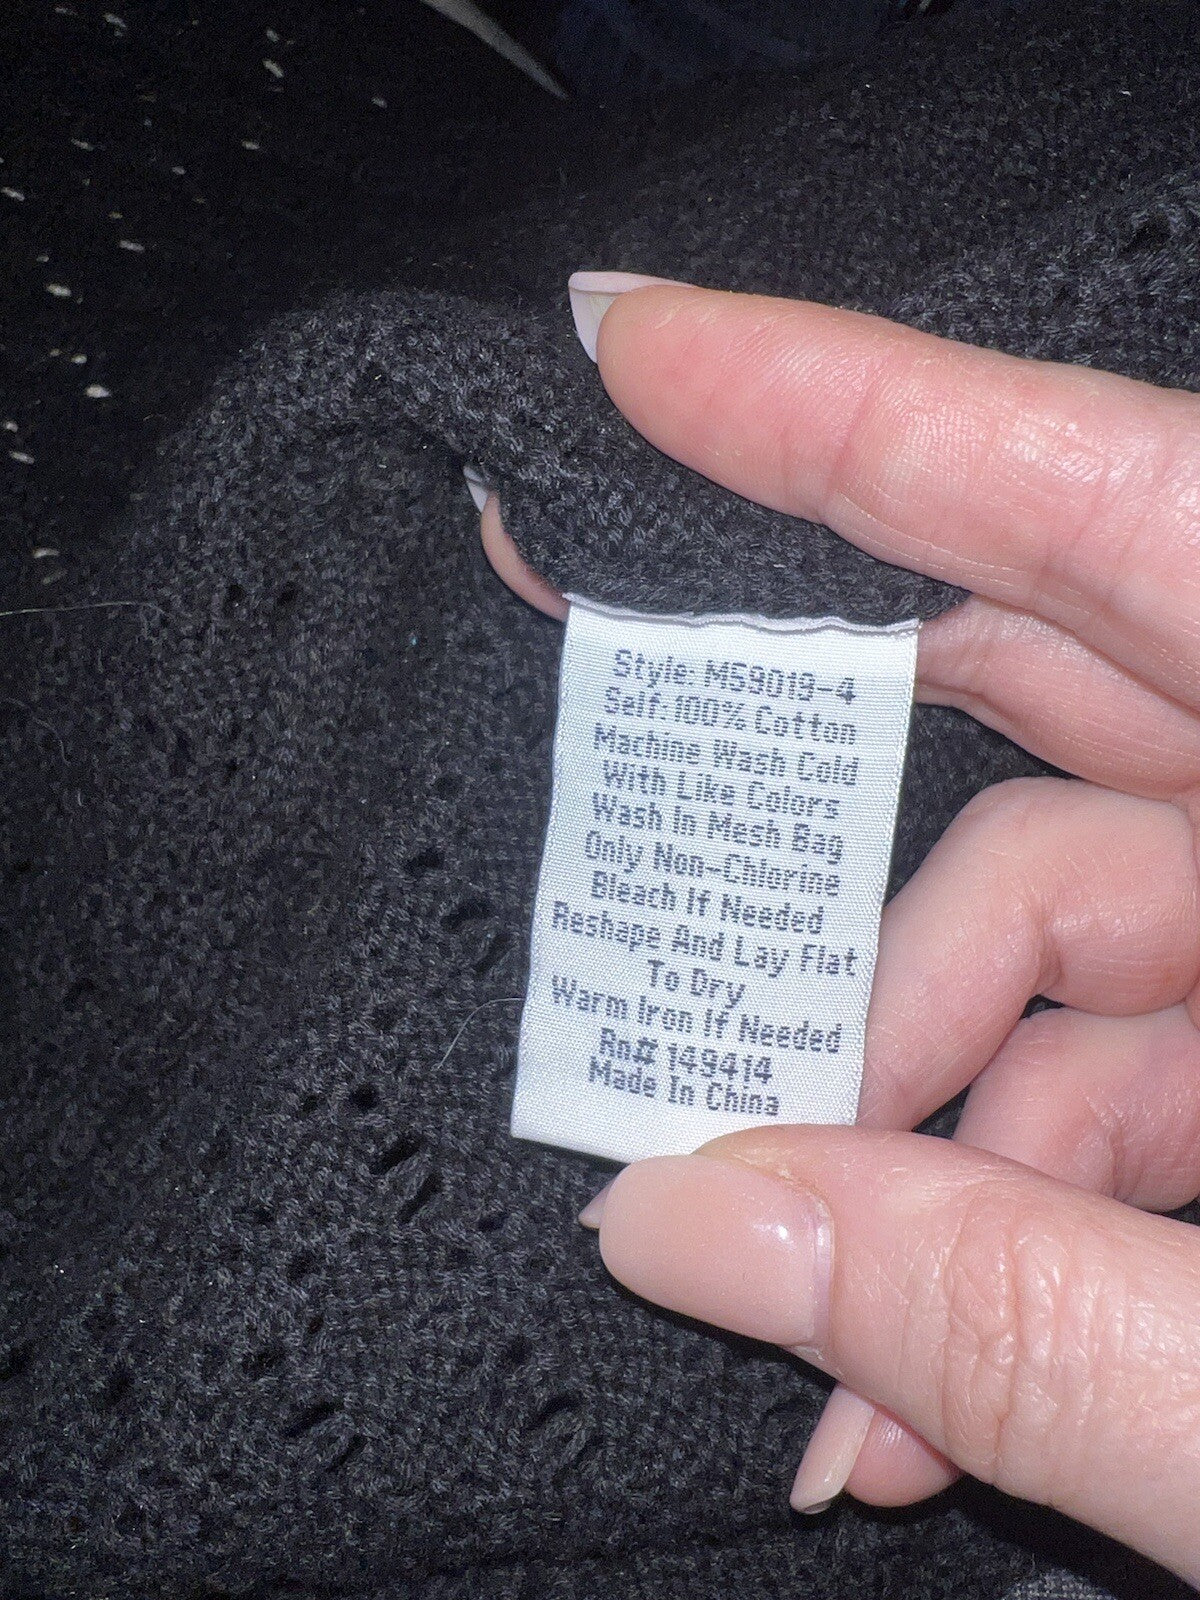 Style: M59019-4
Self: 100% Cotton
Machine Wash Cold
With Like Colors
Wash In Mesh Bag
Only Non-Chlorine
Bleach If Needed
Reshape And Lay Flat
To Dry
Warm Iron If Needed
Rn# 149414
Made In China